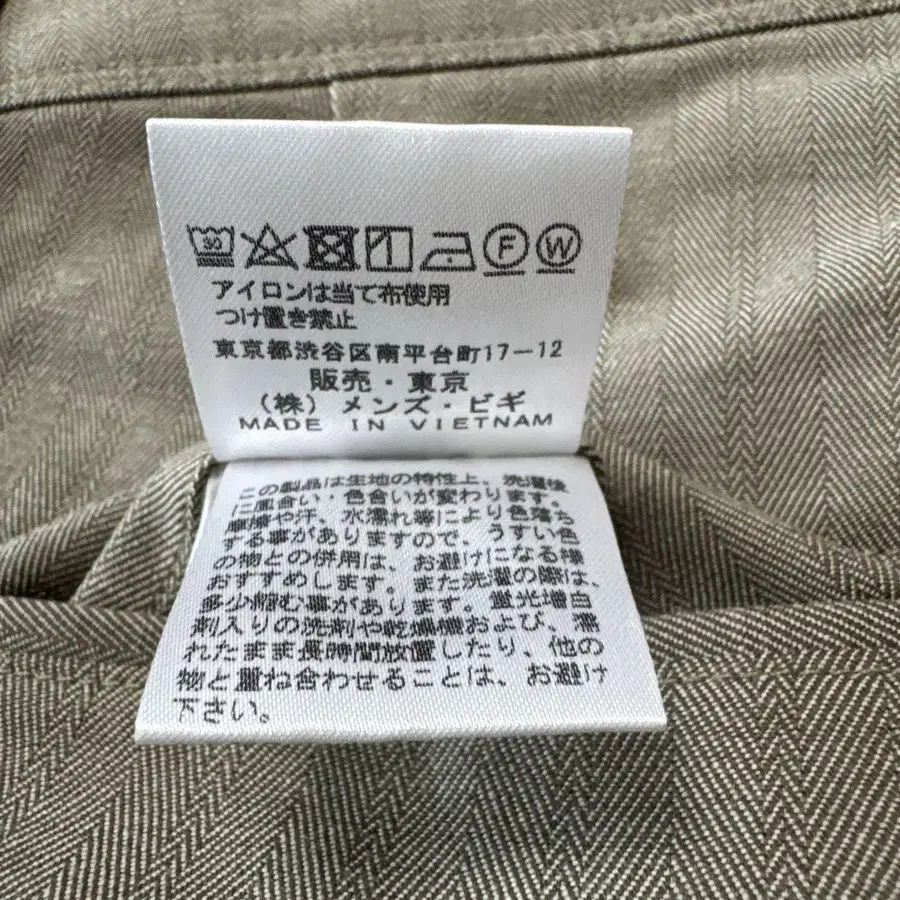 30
F W
アイロンは当て布使用
つけ置き禁止
東京都渋谷区南平台町17-12
販売・東京
(株) メンズ・ビギ
MADE IN VIETNAM
この製品は生地の特性上、洗濯後
に風合い・色合いが変わります。
摩擦や汗、水濡れ等により色落ち
する事がありますので、うすい色
の物との併用は、お避けになる様
おすすめします。また洗濯の際は、
多少縮む事があります。蛍光増白
剤入りの洗剤や乾燥機および、濡
れたまま長時間放置したり、他の
物と重ね合わせることは、お避け
下さい。